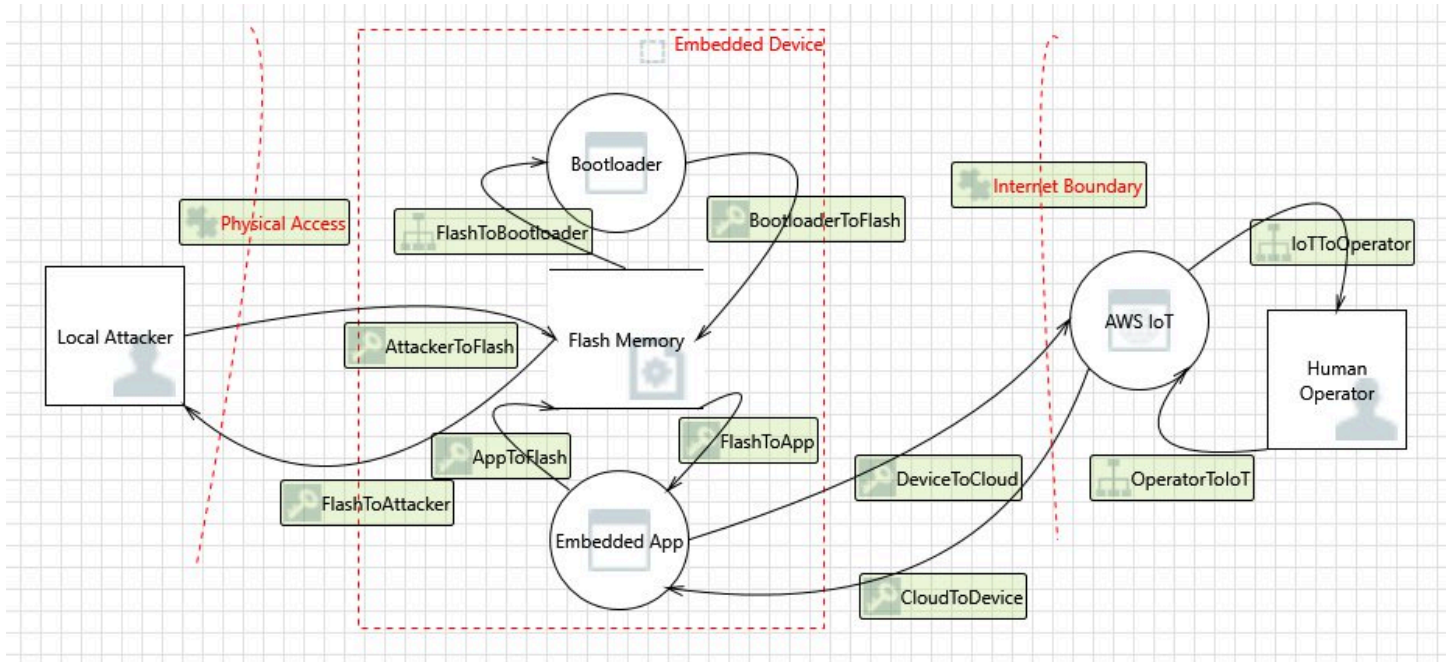 Embedded Device
Bootloader
Physical Access
FlashToBootloader
BootloaderToFlash
Internet Boundary
IoTToOperator
Local Attacker
AttackerToFlash
Flash Memory
AWS IoT
Human
Operator
AppToFlash
FlashToApp
FlashToAttacker
DeviceToCloud
OperatorToIoT
Embedded App
CloudToDevice